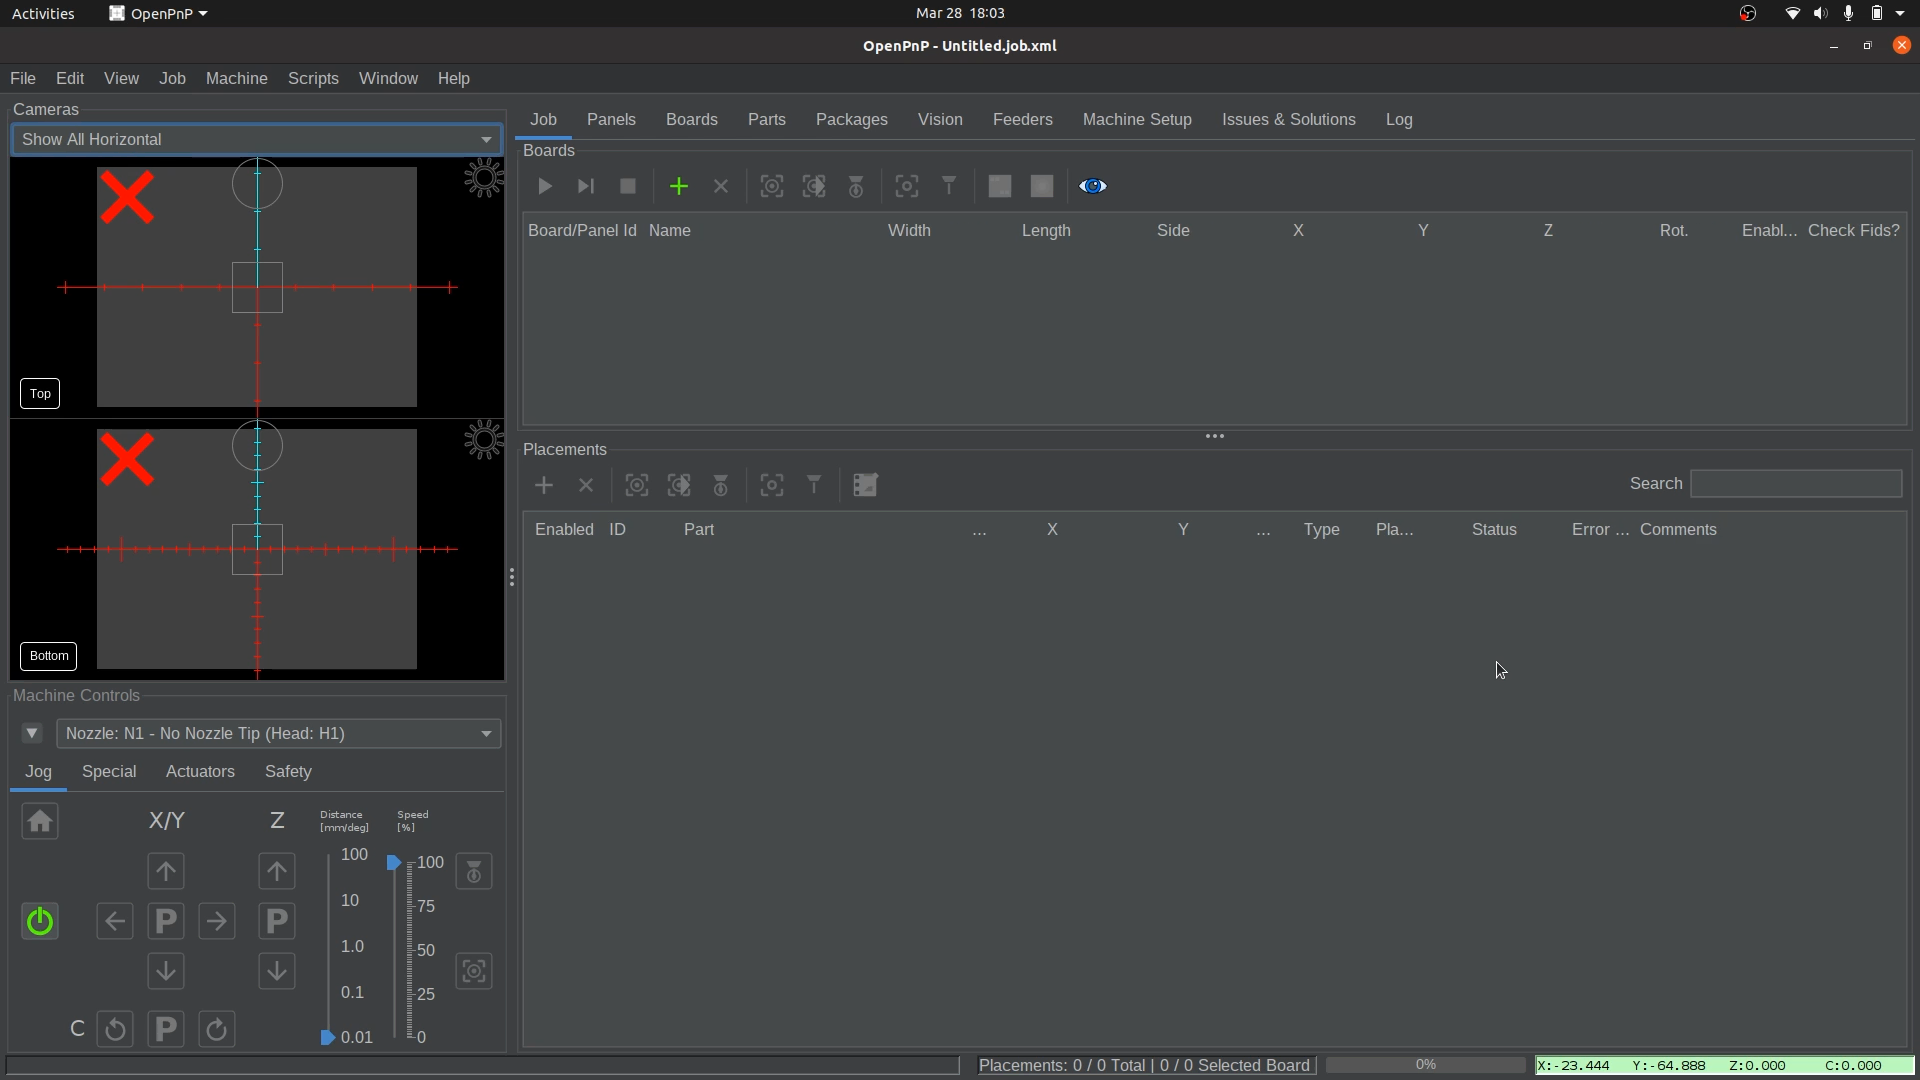 Activities OpenPnP Mar 28 18:03
OpenPnP - Untitled.job.xml
File Edit View Job Machine Scripts Window Help
Cameras
Show All Horizontal
Top
Bottom
Machine Controls
Nozzle: N1 - No Nozzle Tip (Head: H1)
Jog Special Actuators Safety
X/Y Z Distance [mm/deg] Speed [%]
100 100
10 75
P P
1.0 50
0.1 25
C P 0.01 0
Job Panels Boards Parts Packages Vision Feeders Machine Setup Issues & Solutions Log
Boards
Board/Panel Id Name Width Length Side X Y Z Rot. Enabl... Check Fids?
Placements
Search
Enabled ID Part ... X Y ... Type Pla... Status Error ... Comments
Placements: 0 / 0 Total | 0 / 0 Selected Board 0% X:-23.444 Y:-64.888 Z:0.000 C:0.000